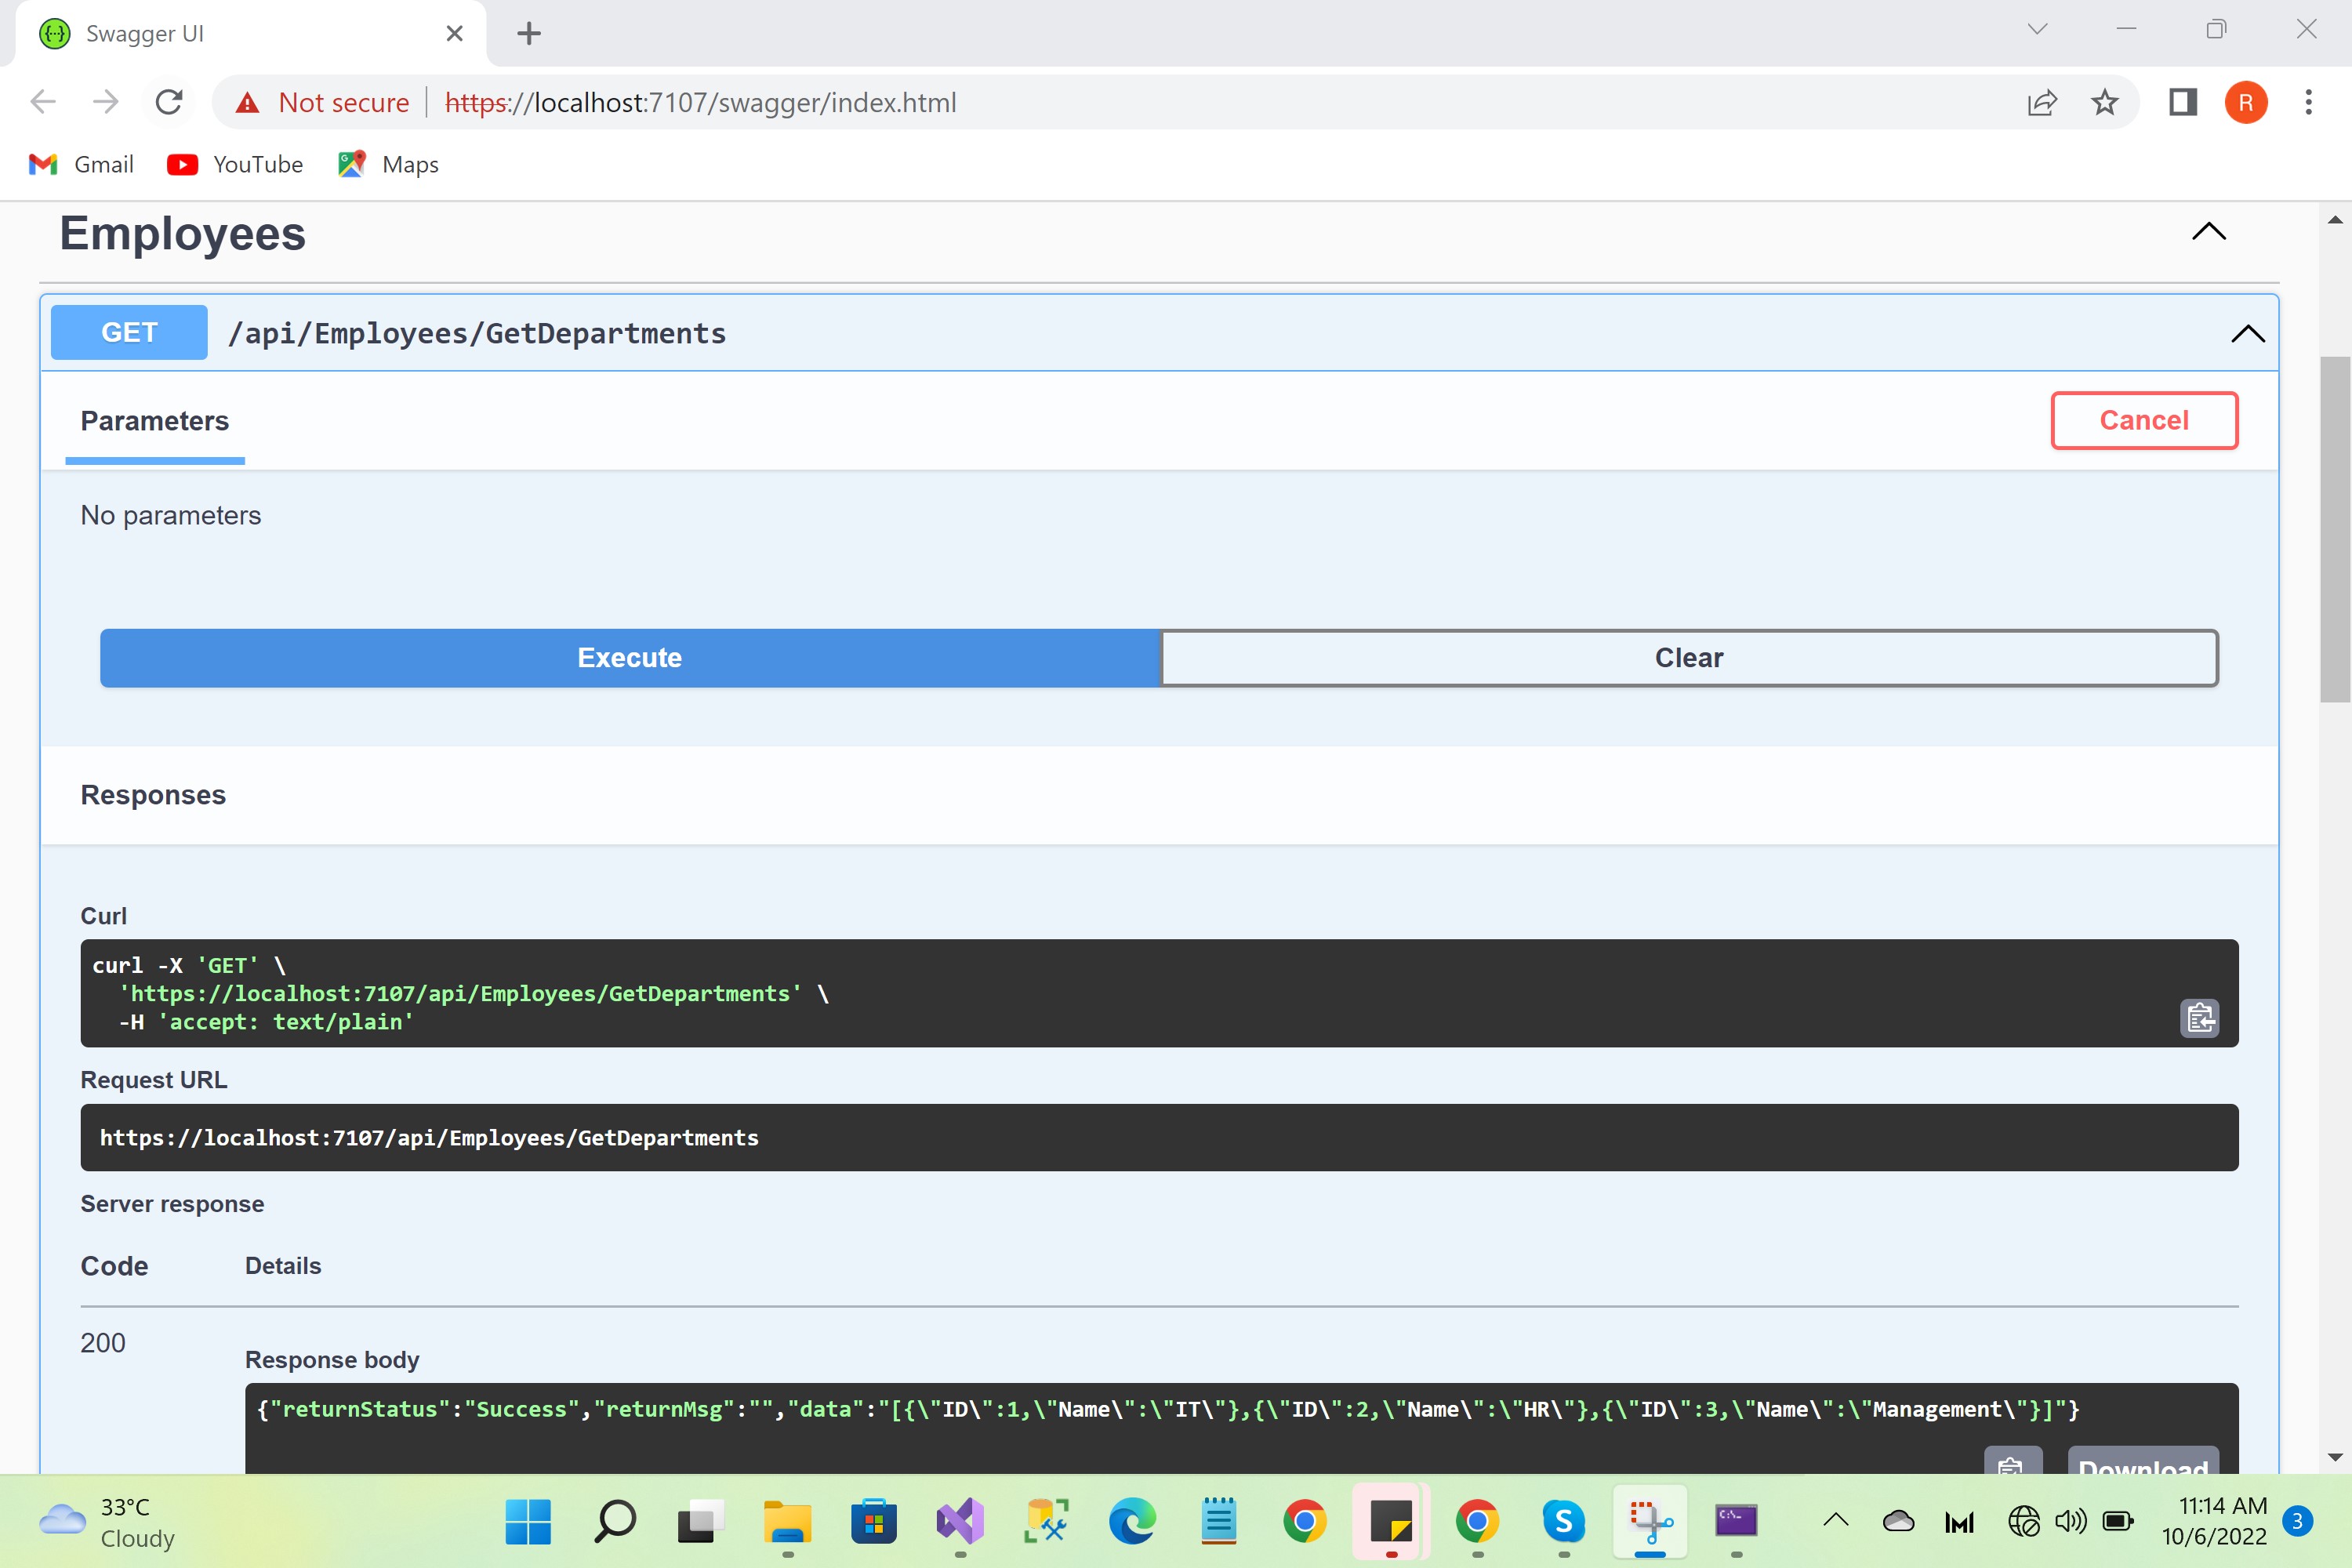 Swagger UI
Not secure https://localhost:7107/swagger/index.html
R
Gmail YouTube Maps
Employees
GET /api/Employees/GetDepartments
Parameters Cancel
No parameters
Execute Clear
Responses
Curl
curl -X 'GET' \
'https://localhost:7107/api/Employees/GetDepartments' \
-H 'accept: text/plain'
Request URL
https://localhost:7107/api/Employees/GetDepartments
Server response
Code Details
200
Response body
{"returnStatus":"Success","returnMsg":"","data":"[{\"ID\":1,\"Name\":\"IT\"},{\"ID\":2,\"Name\":\"HR\"},{\"ID\":3,\"Name\":\"Management\"}]"}
Download
33°C
Cloudy
11:14 AM
10/6/2022
3